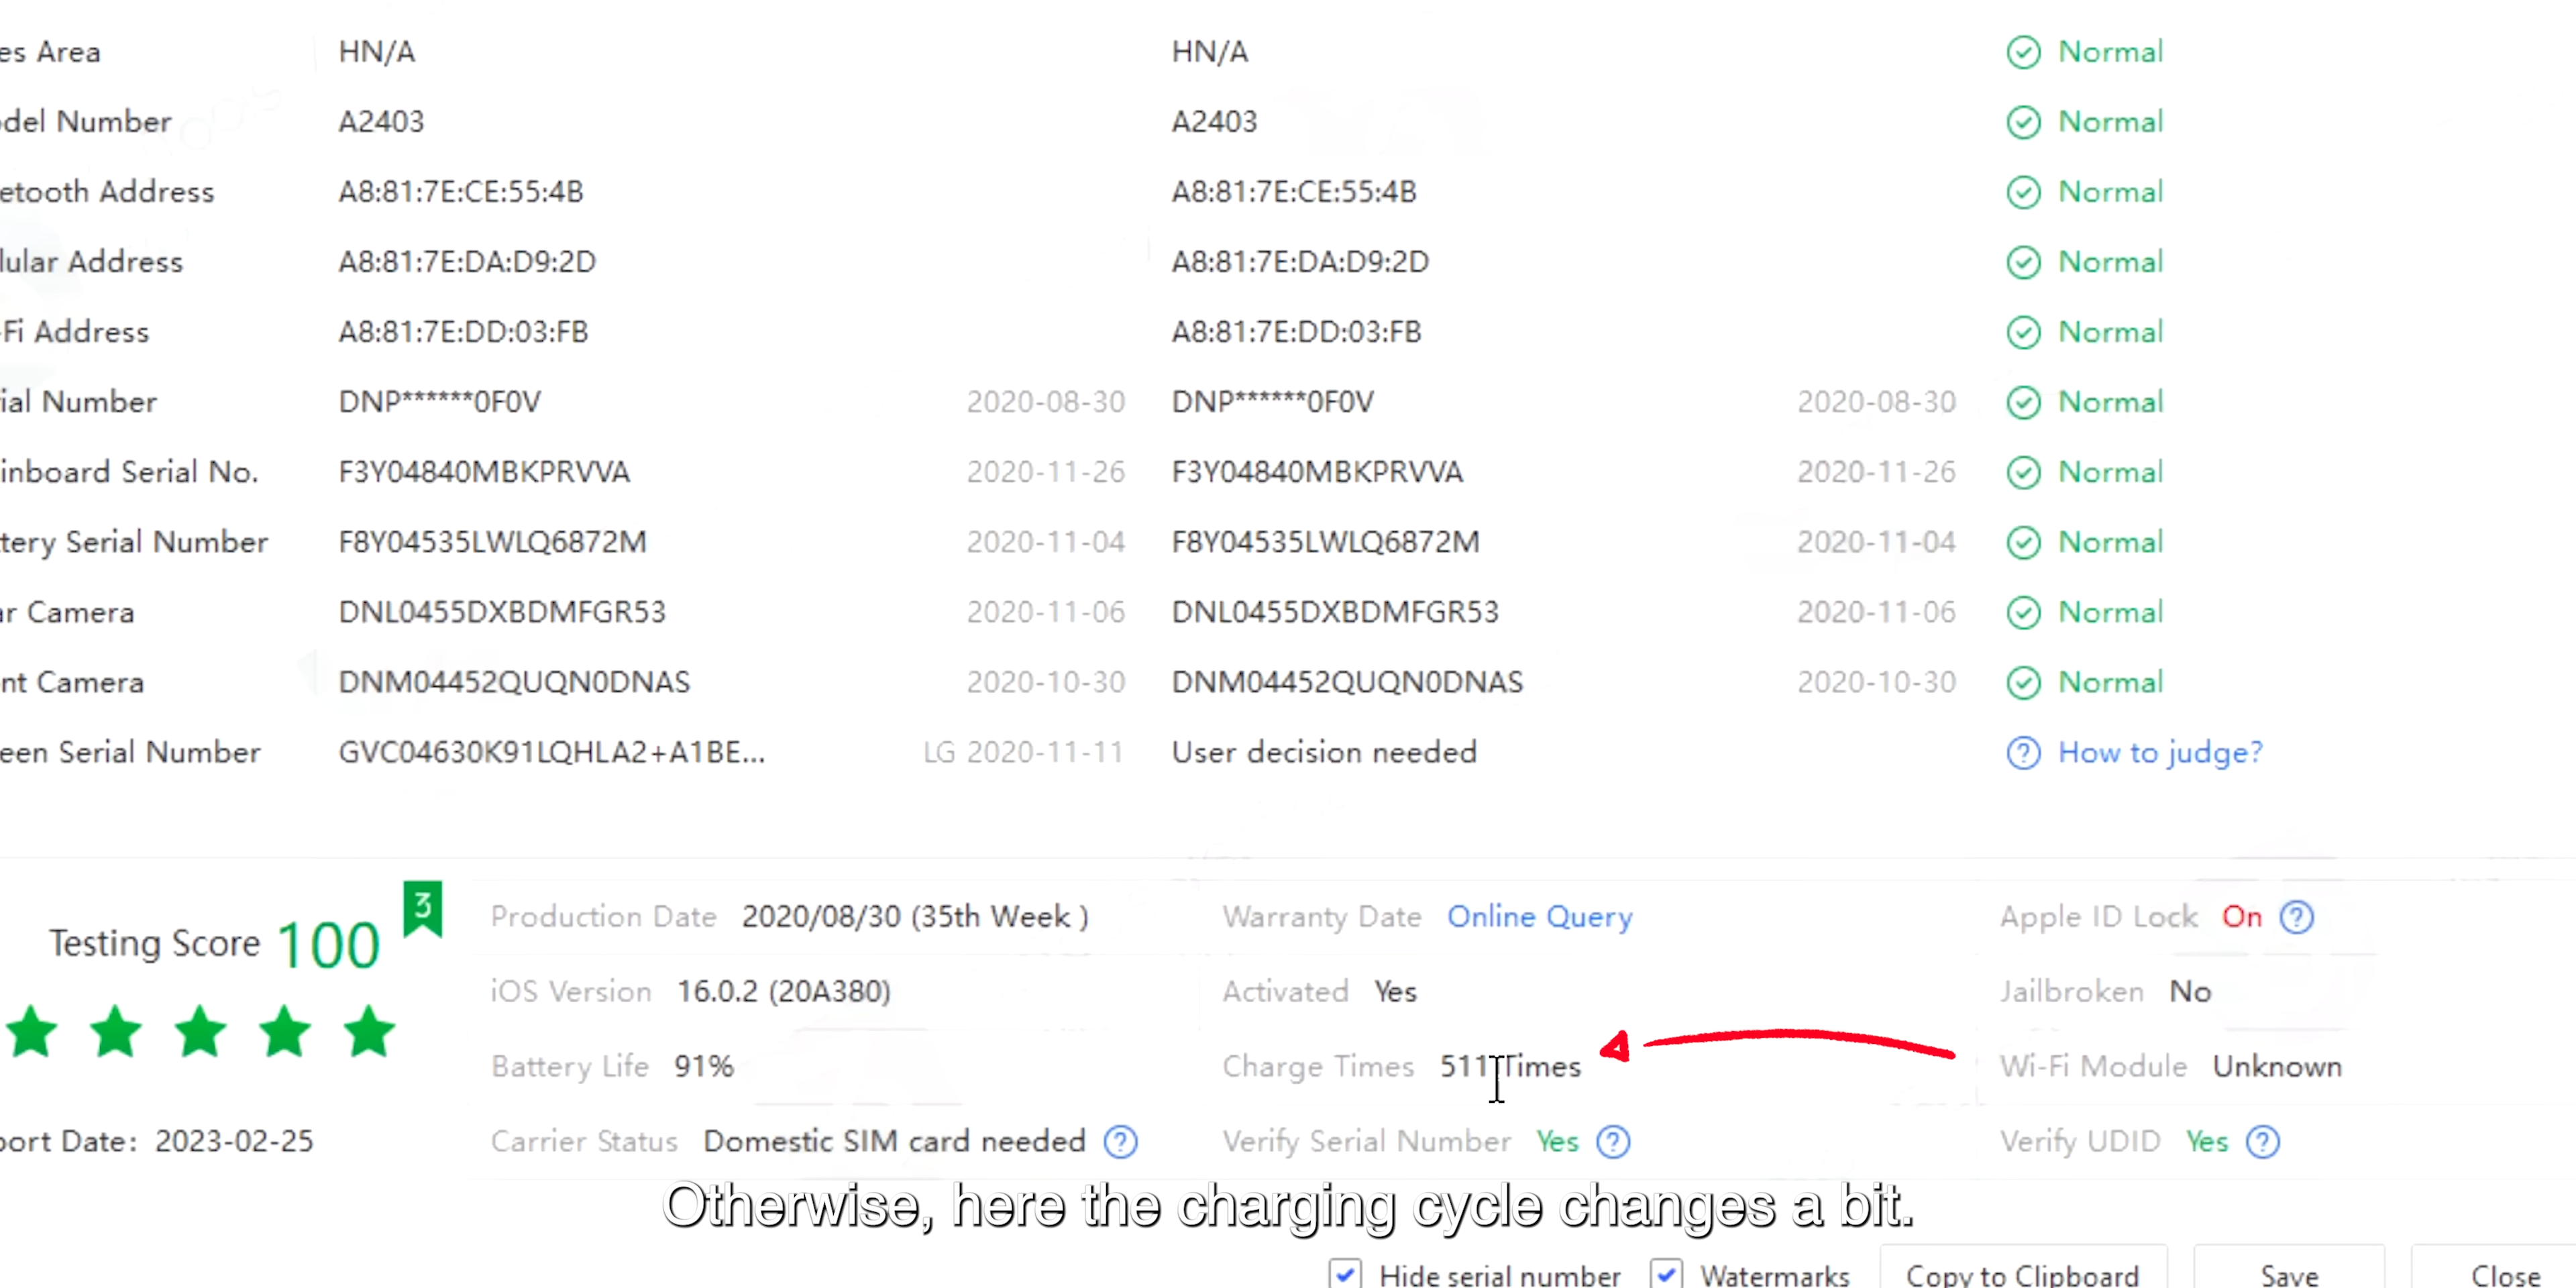 es Area HN/A HN/A Normal
del Number A2403 A2403 Normal
etooth Address A8:81:7E:CE:55:4B A8:81:7E:CE:55:4B Normal
lular Address A8:81:7E:DA:D9:2D A8:81:7E:DA:D9:2D Normal
-Fi Address A8:81:7E:DD:03:FB A8:81:7E:DD:03:FB Normal
ial Number DNP******0F0V 2020-08-30 DNP******0F0V 2020-08-30 Normal
inboard Serial No. F3Y04840MBKPRVVA 2020-11-26 F3Y04840MBKPRVVA 2020-11-26 Normal
tery Serial Number F8Y04535LWLQ6872M 2020-11-04 F8Y04535LWLQ6872M 2020-11-04 Normal
ar Camera DNL0455DXBDMFGR53 2020-11-06 DNL0455DXBDMFGR53 2020-11-06 Normal
nt Camera DNM04452QUQN0DNAS 2020-10-30 DNM04452QUQN0DNAS 2020-10-30 Normal
een Serial Number GVC04630K91LQHLA2+A1BE... LG 2020-11-11 User decision needed ? How to judge?
Testing Score 100 3 Production Date 2020/08/30 (35th Week ) Warranty Date Online Query Apple ID Lock On ?
iOS Version 16.0.2 (20A380) Activated Yes Jailbroken No
Battery Life 91% Charge Times 511 Times Wi-Fi Module Unknown
port Date: 2023-02-25 Carrier Status Domestic SIM card needed ? Verify Serial Number Yes ? Verify UDID Yes ?
Otherwise, here the charging cycle changes a bit.
Hide serial number Watermarks Copy to Clipboard Save Close